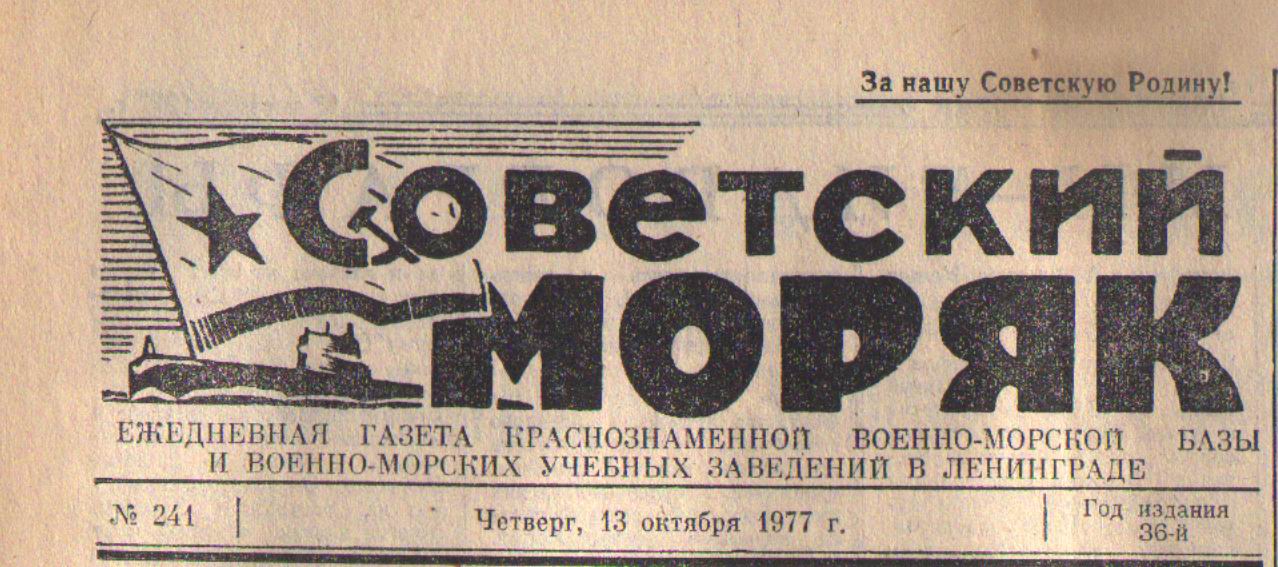 За нашу Советскую Родину!
Советский
МОРЯК
ЕЖЕДНЕВНАЯ ГАЗЕТА КРАСНОЗНАМЕННОЙ ВОЕННО-МОРСКОЙ БАЗЫ
И ВОЕННО-МОРСКИХ УЧЕБНЫХ ЗАВЕДЕНИЙ В ЛЕНИНГРАДЕ
№ 241
Четверг, 13 октября 1977 г.
Год издания
36-й